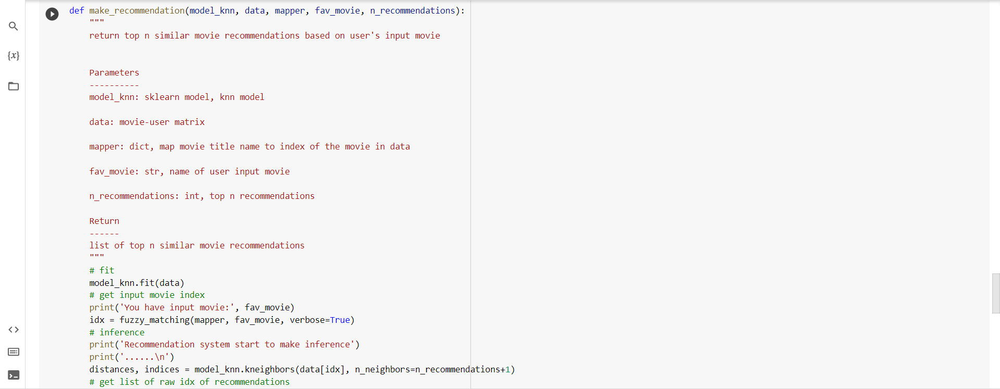 def make_recommendation(model_knn, data, mapper, fav_movie, n_recommendations):
"""
return top n similar movie recommendations based on user's input movie
{x}
Parameters
----------
model_knn: sklearn model, knn model
data: movie-user matrix
mapper: dict, map movie title name to index of the movie in data
fav_movie: str, name of user input movie
n_recommendations: int, top n recommendations
Return
------
list of top n similar movie recommendations
"""
# fit
model_knn.fit(data)
# get input movie index
print('You have input movie:', fav_movie)
idx = fuzzy_matching(mapper, fav_movie, verbose=True)
# inference
print('Recommendation system start to make inference')
print('......\n')
distances, indices = model_knn.kneighbors(data[idx], n_neighbors=n_recommendations+1)
# get list of raw idx of recommendations